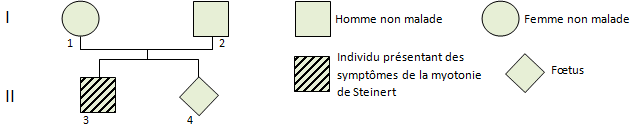 I
1
2
Homme non malade
Femme non malade
Individu présentant des
symptômes de la myotonie
de Steinert
Fœtus
II
3
4